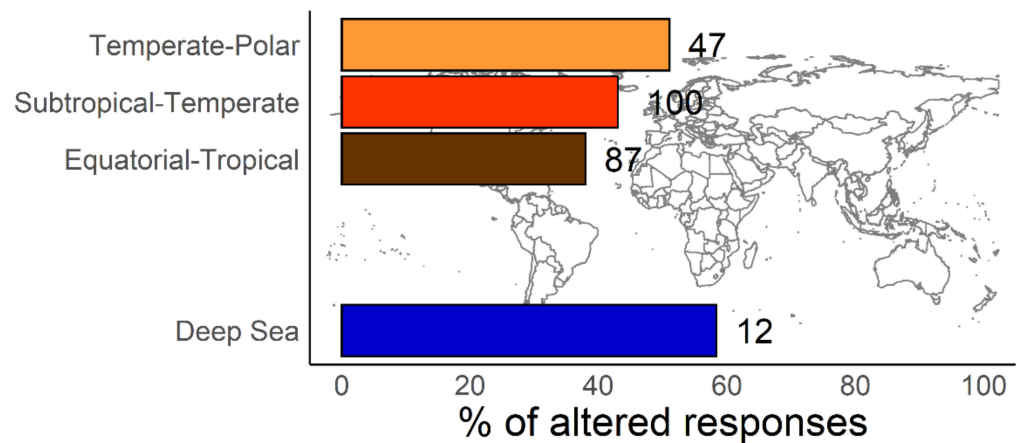 Temperate-Polar 47
Subtropical-Temperate 100
Equatorial-Tropical 87
Deep Sea 12
0 20 40 60 80 100
% of altered responses